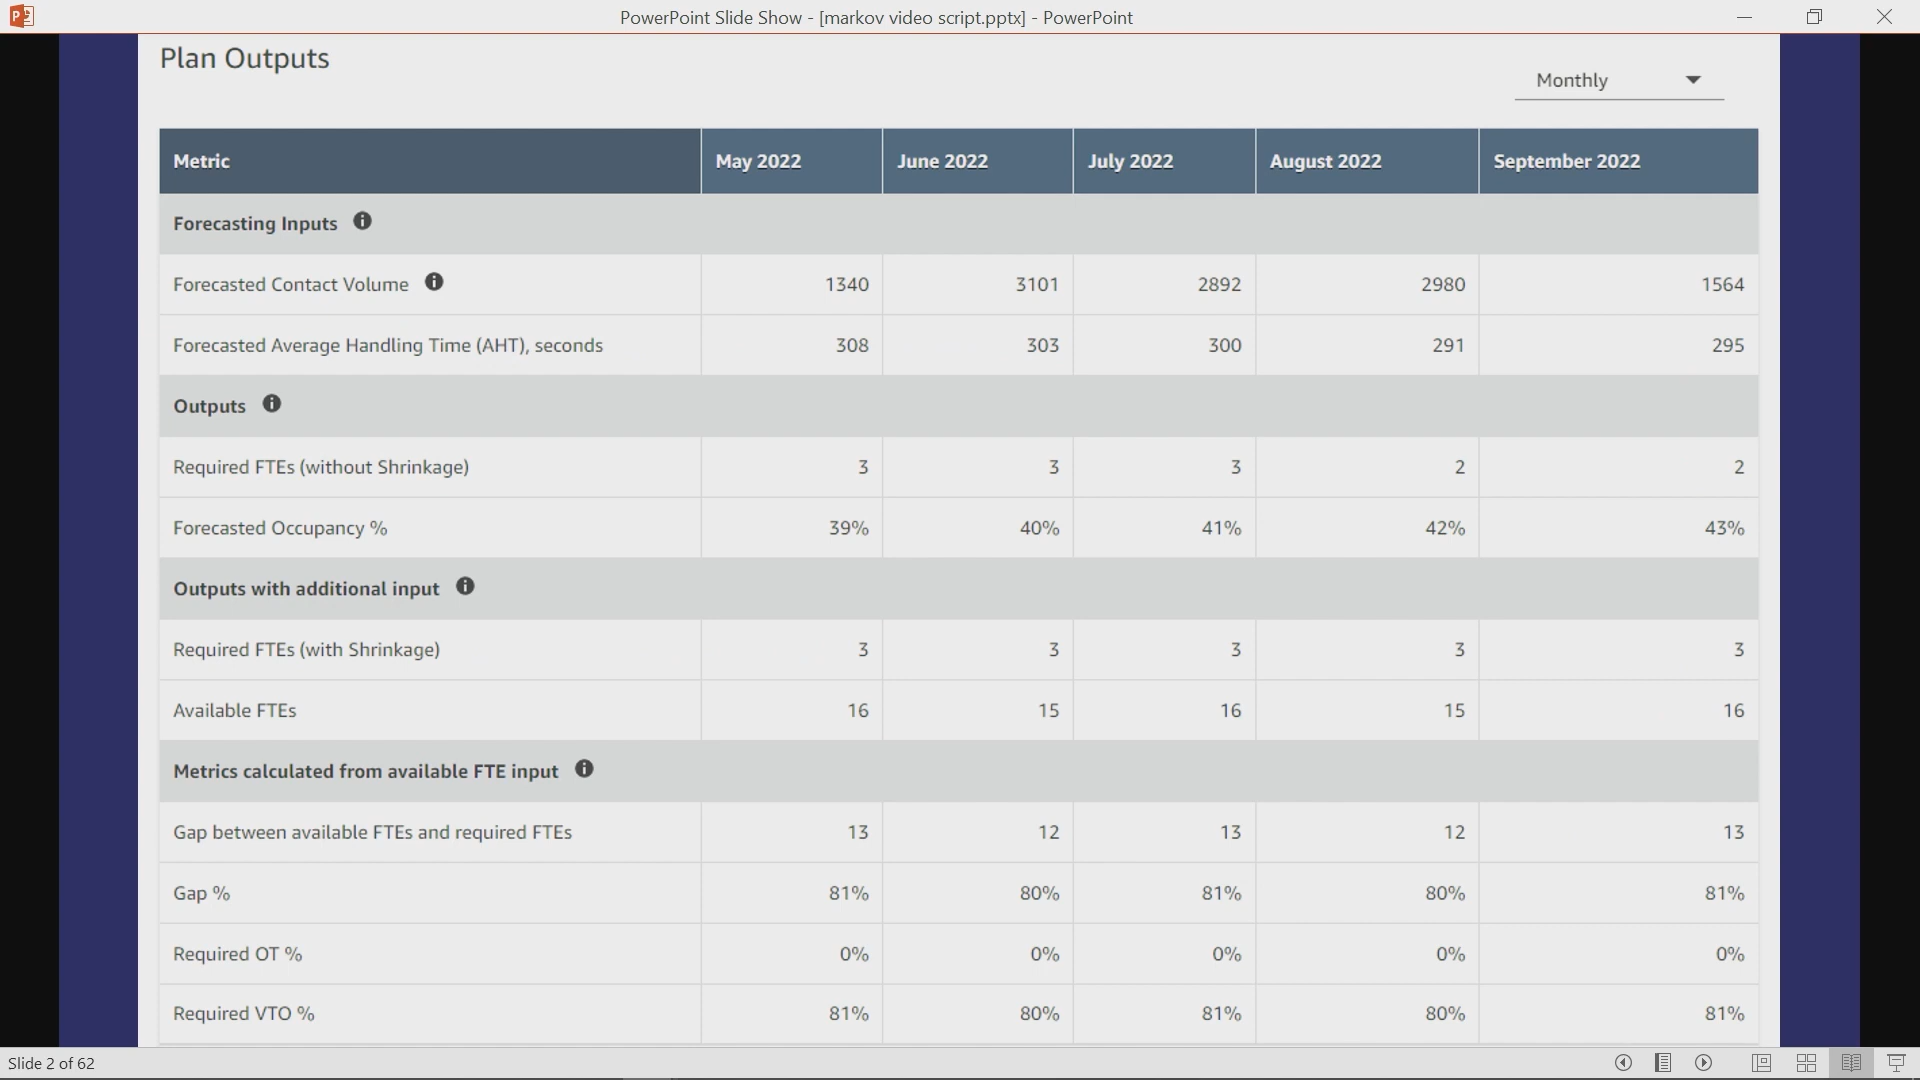 PowerPoint Slide Show - [markov video script.pptx] - PowerPoint
Plan Outputs
Monthly
Metric May 2022 June 2022 July 2022 August 2022 September 2022
Forecasting Inputs
Forecasted Contact Volume 1340 3101 2892 2980 1564
Forecasted Average Handling Time (AHT), seconds 308 303 300 291 295
Outputs
Required FTEs (without Shrinkage) 3 3 3 2 2
Forecasted Occupancy % 39% 40% 41% 42% 43%
Outputs with additional input
Required FTEs (with Shrinkage) 3 3 3 3 3
Available FTEs 16 15 16 15 16
Metrics calculated from available FTE input
Gap between available FTEs and required FTEs 13 12 13 12 13
Gap % 81% 80% 81% 80% 81%
Required OT % 0% 0% 0% 0% 0%
Required VTO % 81% 80% 81% 80% 81%
Slide 2 of 62